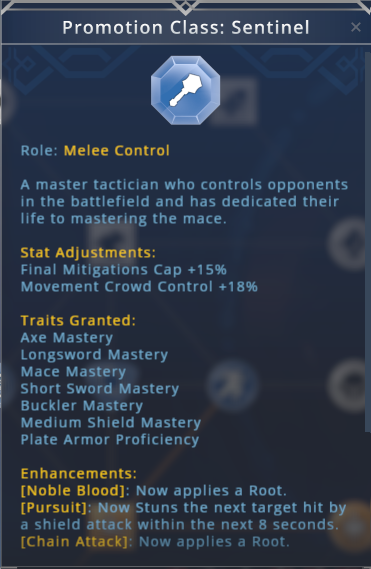 Promotion Class: Sentinel
Role: Melee Control
A master tactician who controls opponents
in the battlefield and has dedicated their
life to mastering the mace.
Stat Adjustments:
Final Mitigations Cap +15%
Movement Crowd Control +18%
Traits Granted:
Axe Mastery
Longsword Mastery
Mace Mastery
Short Sword Mastery
Buckler Mastery
Medium Shield Mastery
Plate Armor Proficiency
Enhancements:
[Noble Blood]: Now applies a Root.
[Pursuit]: Now Stuns the next target hit by
a shield attack within the next 8 seconds.
[Chain Attack]: Now applies a Root.